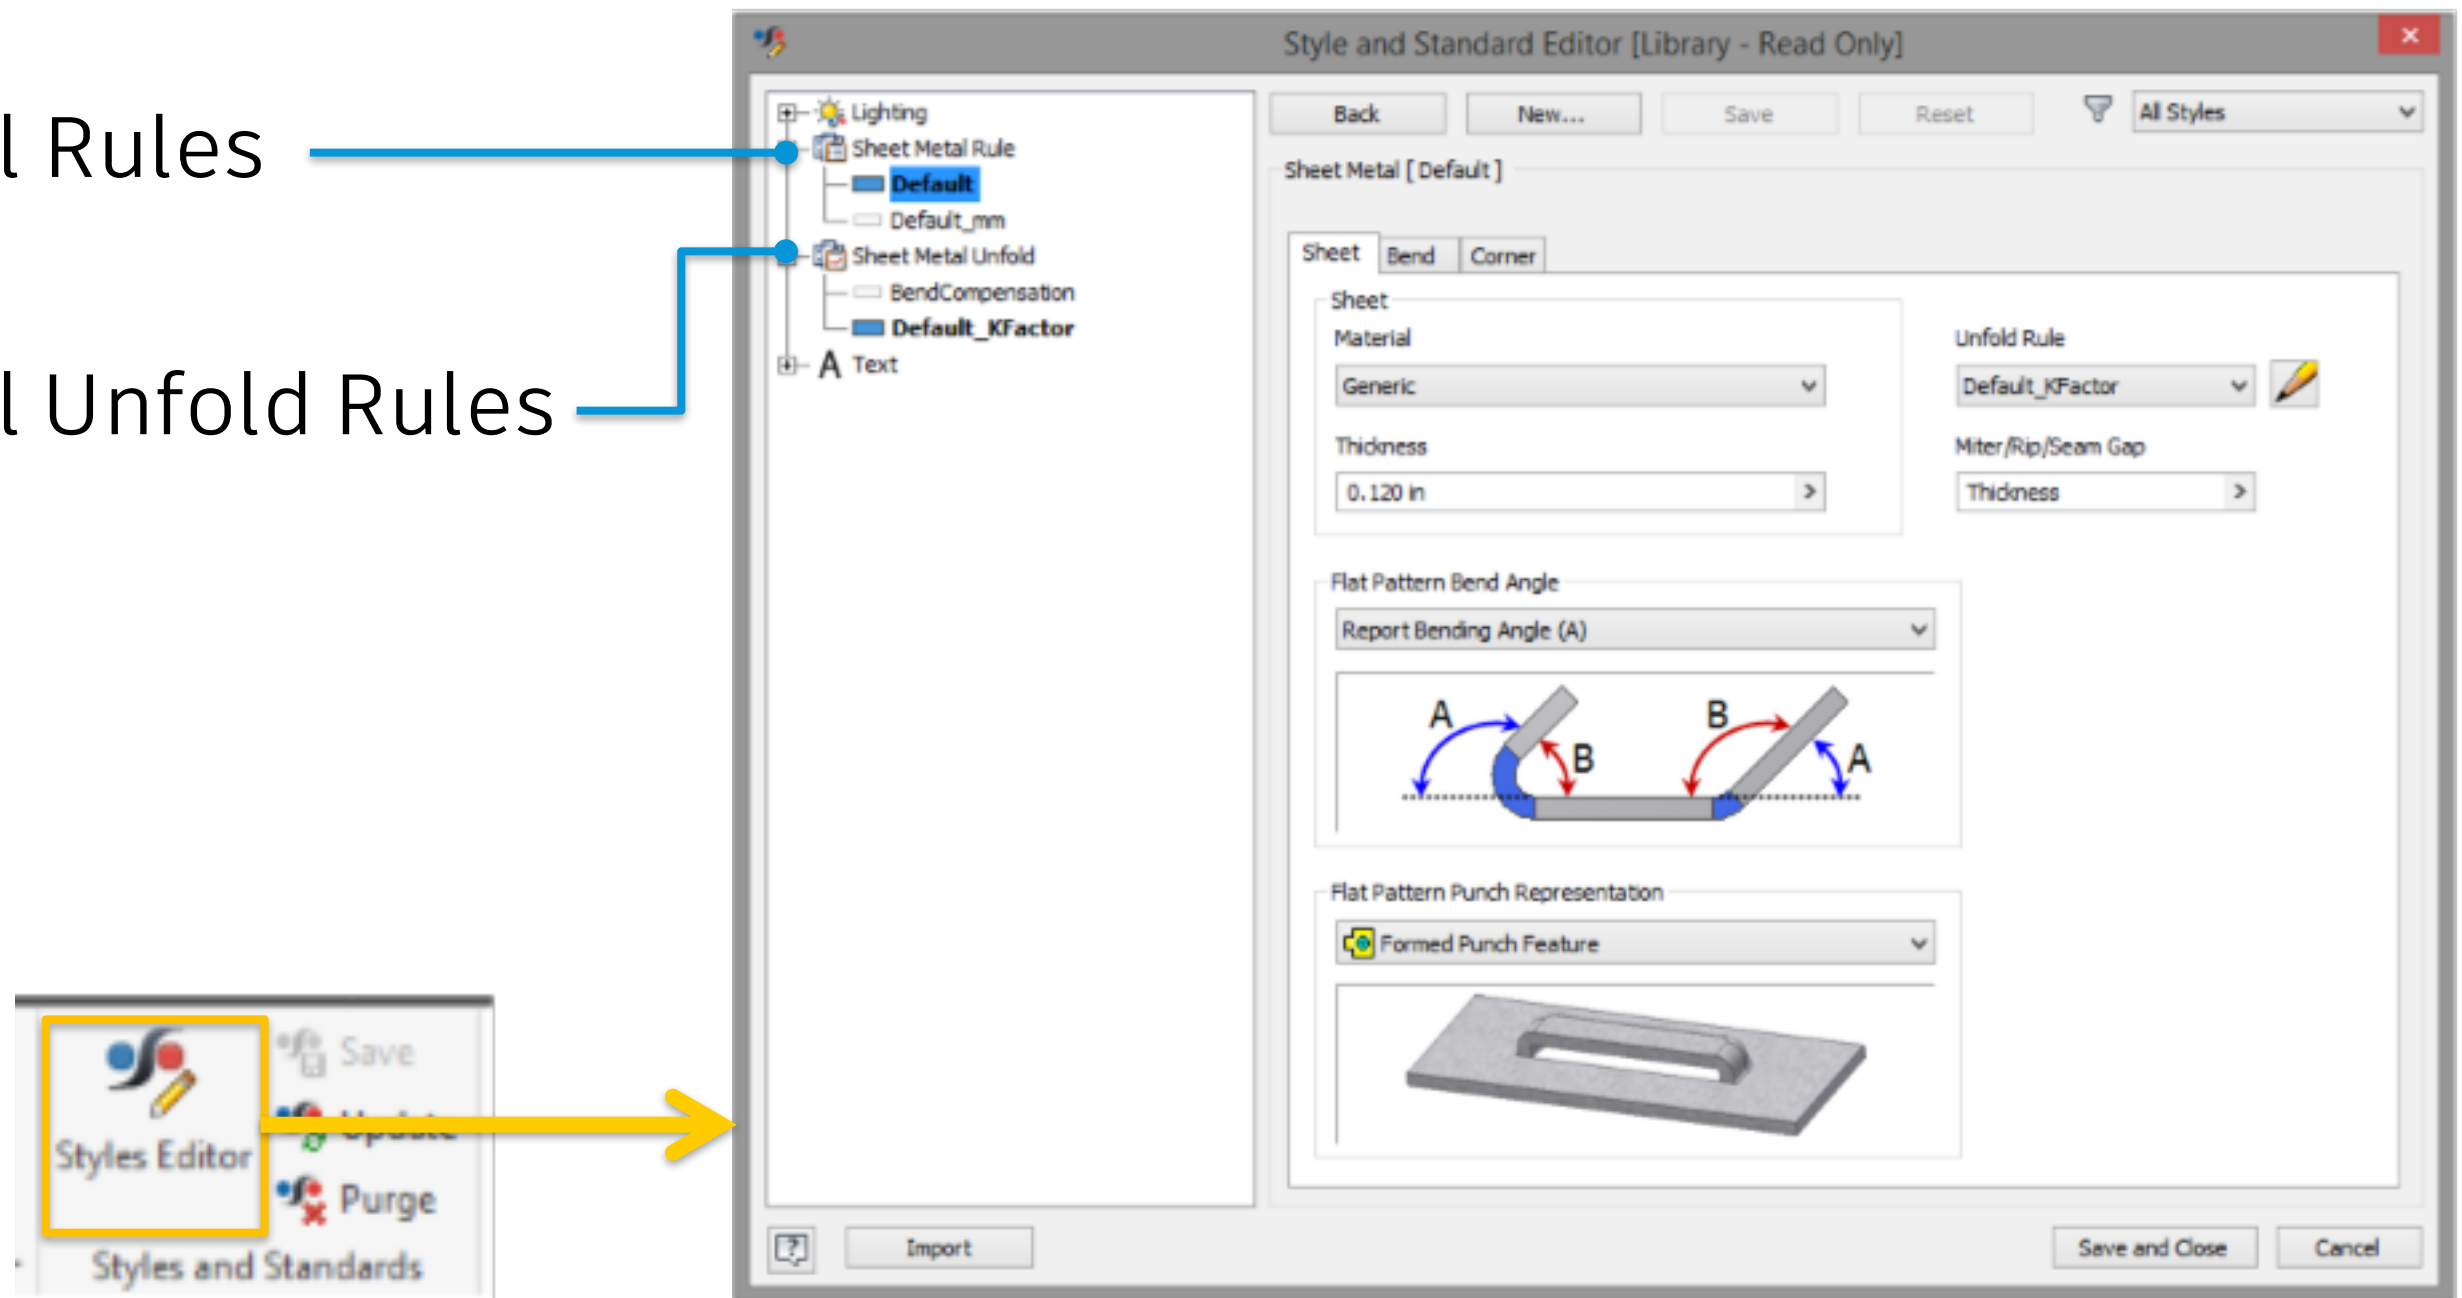 l Rules
l Unfold Rules
Style and Standard Editor [Library - Read Only]
Lighting
Sheet Metal Rule
Default
Default_mm
Sheet Metal Unfold
BendCompensation
Default_KFactor
A Text
Back New... Save Reset All Styles
Sheet Metal [ Default ]
Sheet Bend Corner
Sheet
Material
Generic
Thickness
0.120 in
Unfold Rule
Default_KFactor
Miter/Rip/Seam Gap
Thickness
Flat Pattern Bend Angle
Report Bending Angle (A)
A B B A
Flat Pattern Punch Representation
Formed Punch Feature
Import
Save and Close Cancel
Styles Editor
Save
Update
Purge
Styles and Standards